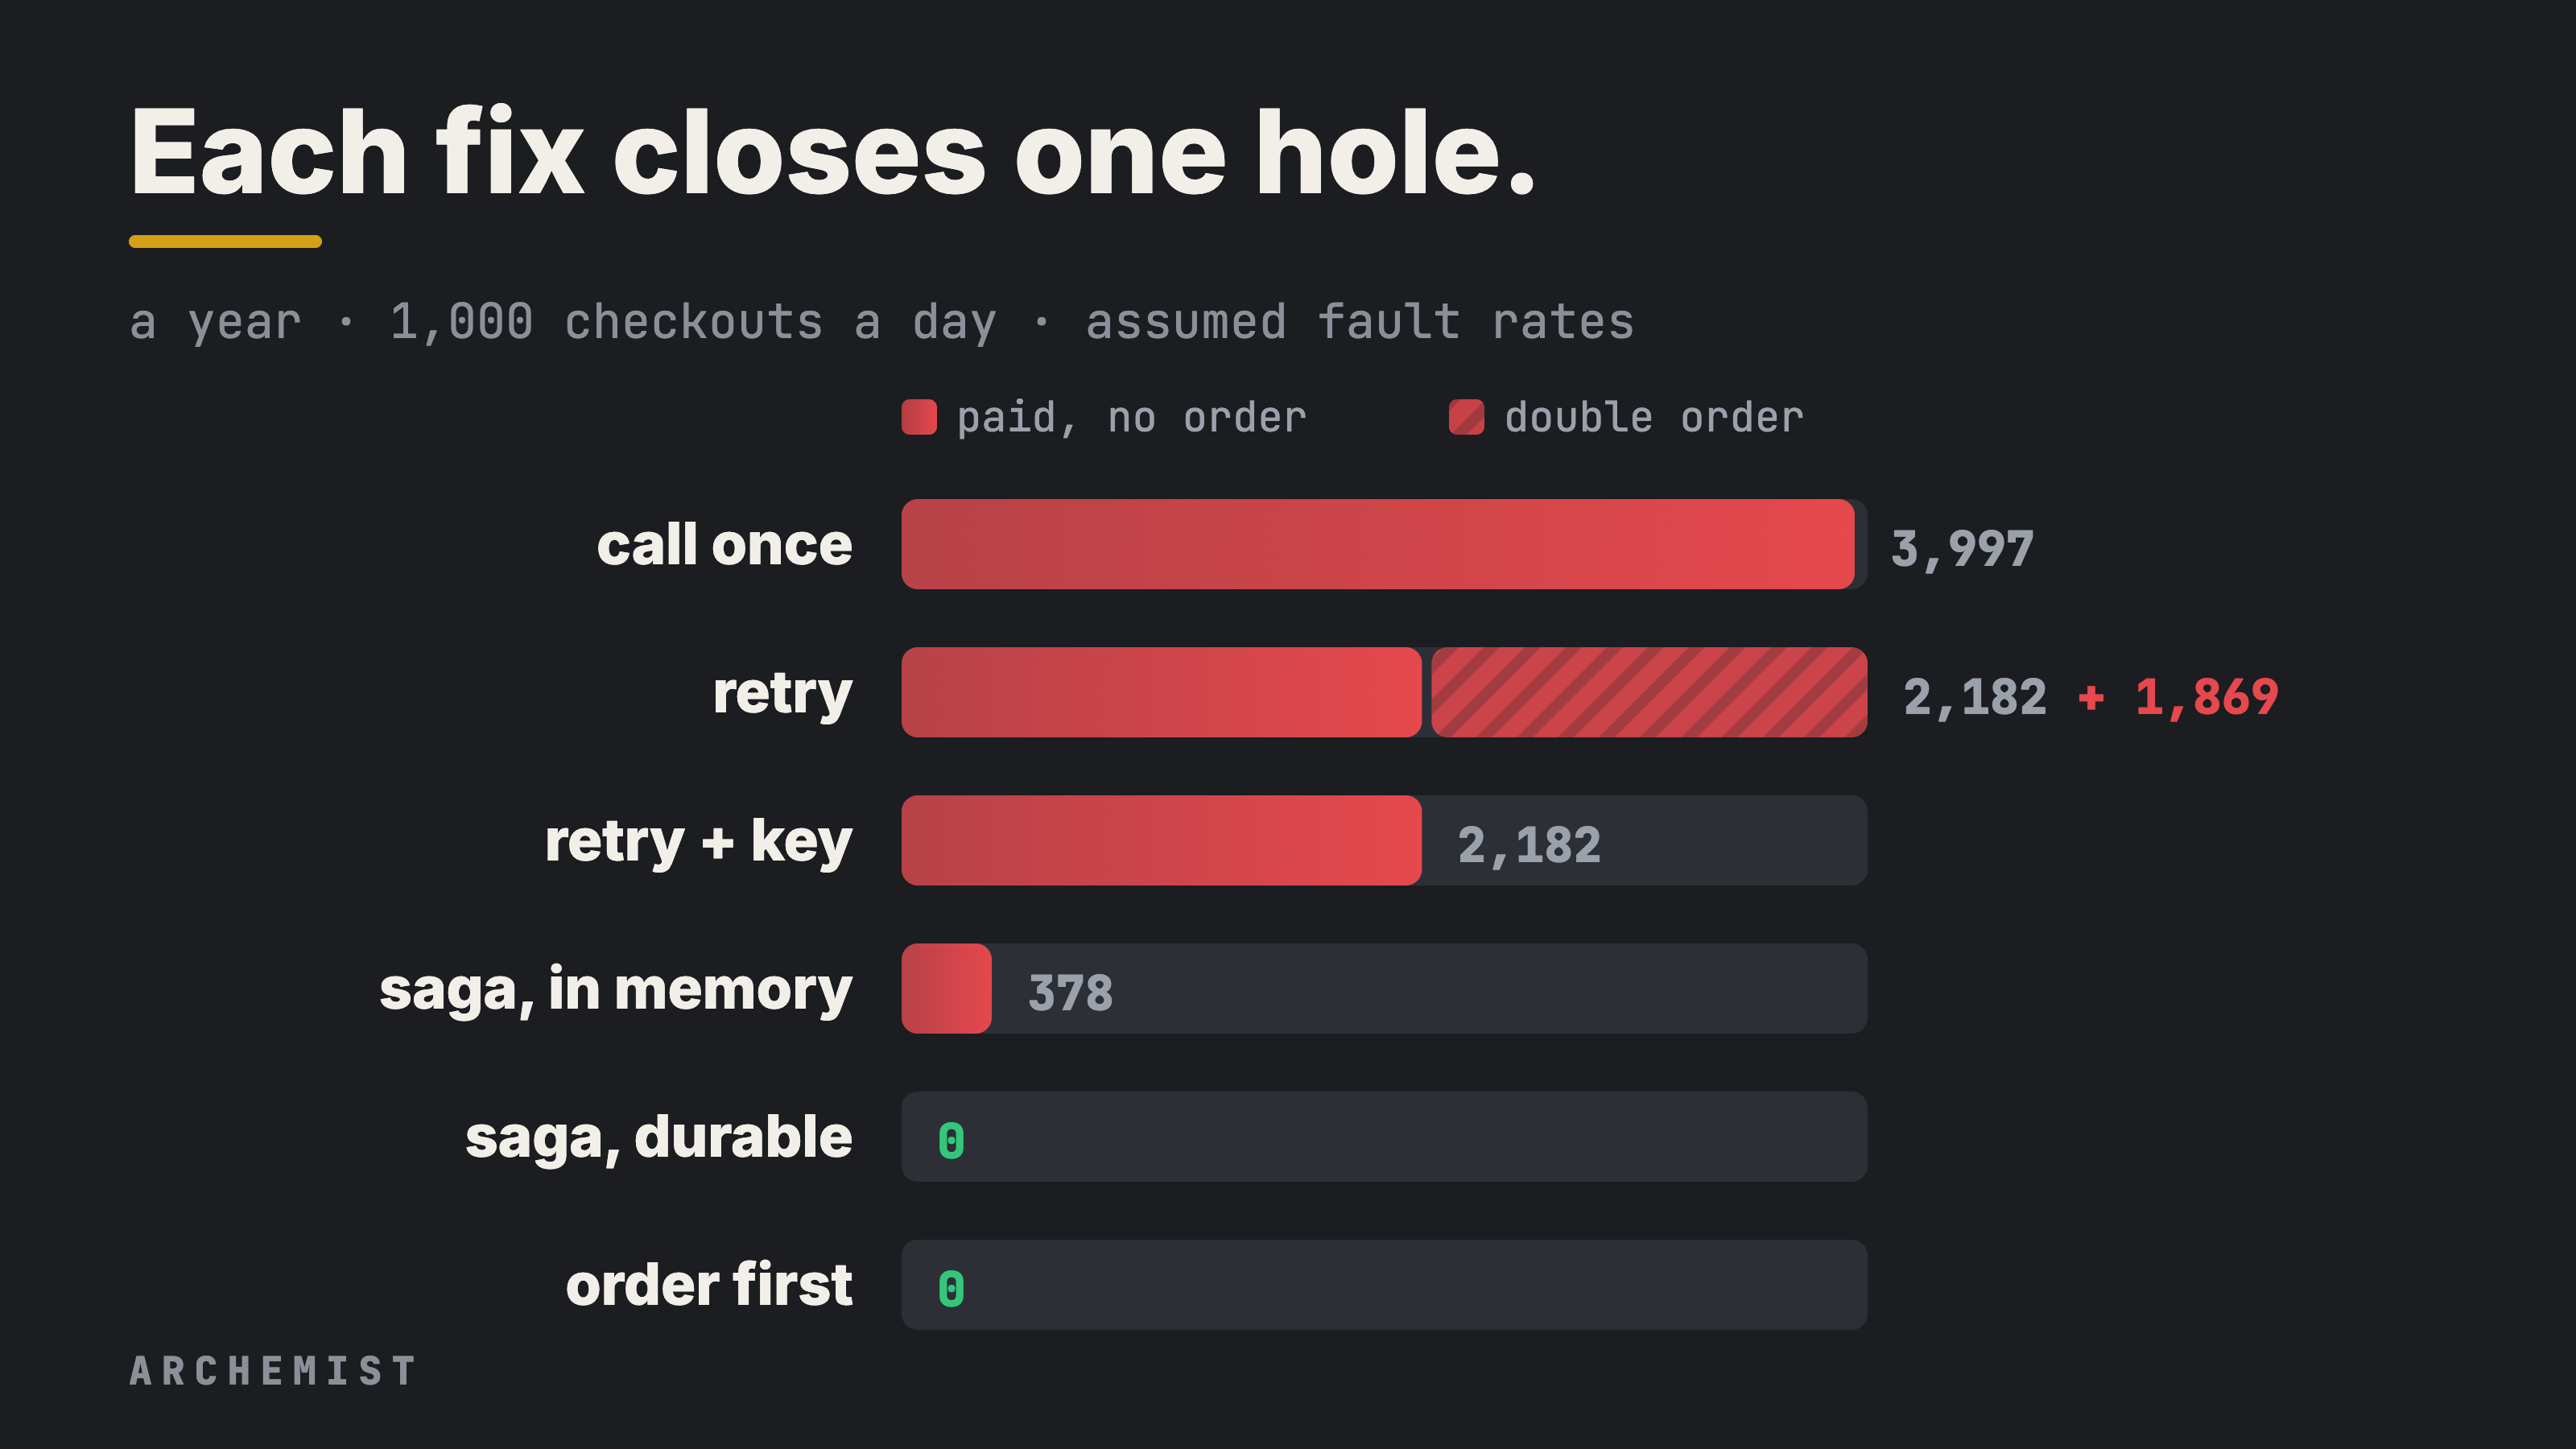 Each fix closes one hole.
a year · 1,000 checkouts a day · assumed fault rates
paid, no order double order
call once 3,997
retry 2,182 + 1,869
retry + key 2,182
saga, in memory 378
saga, durable 0
order first 0
ARCHEMIST